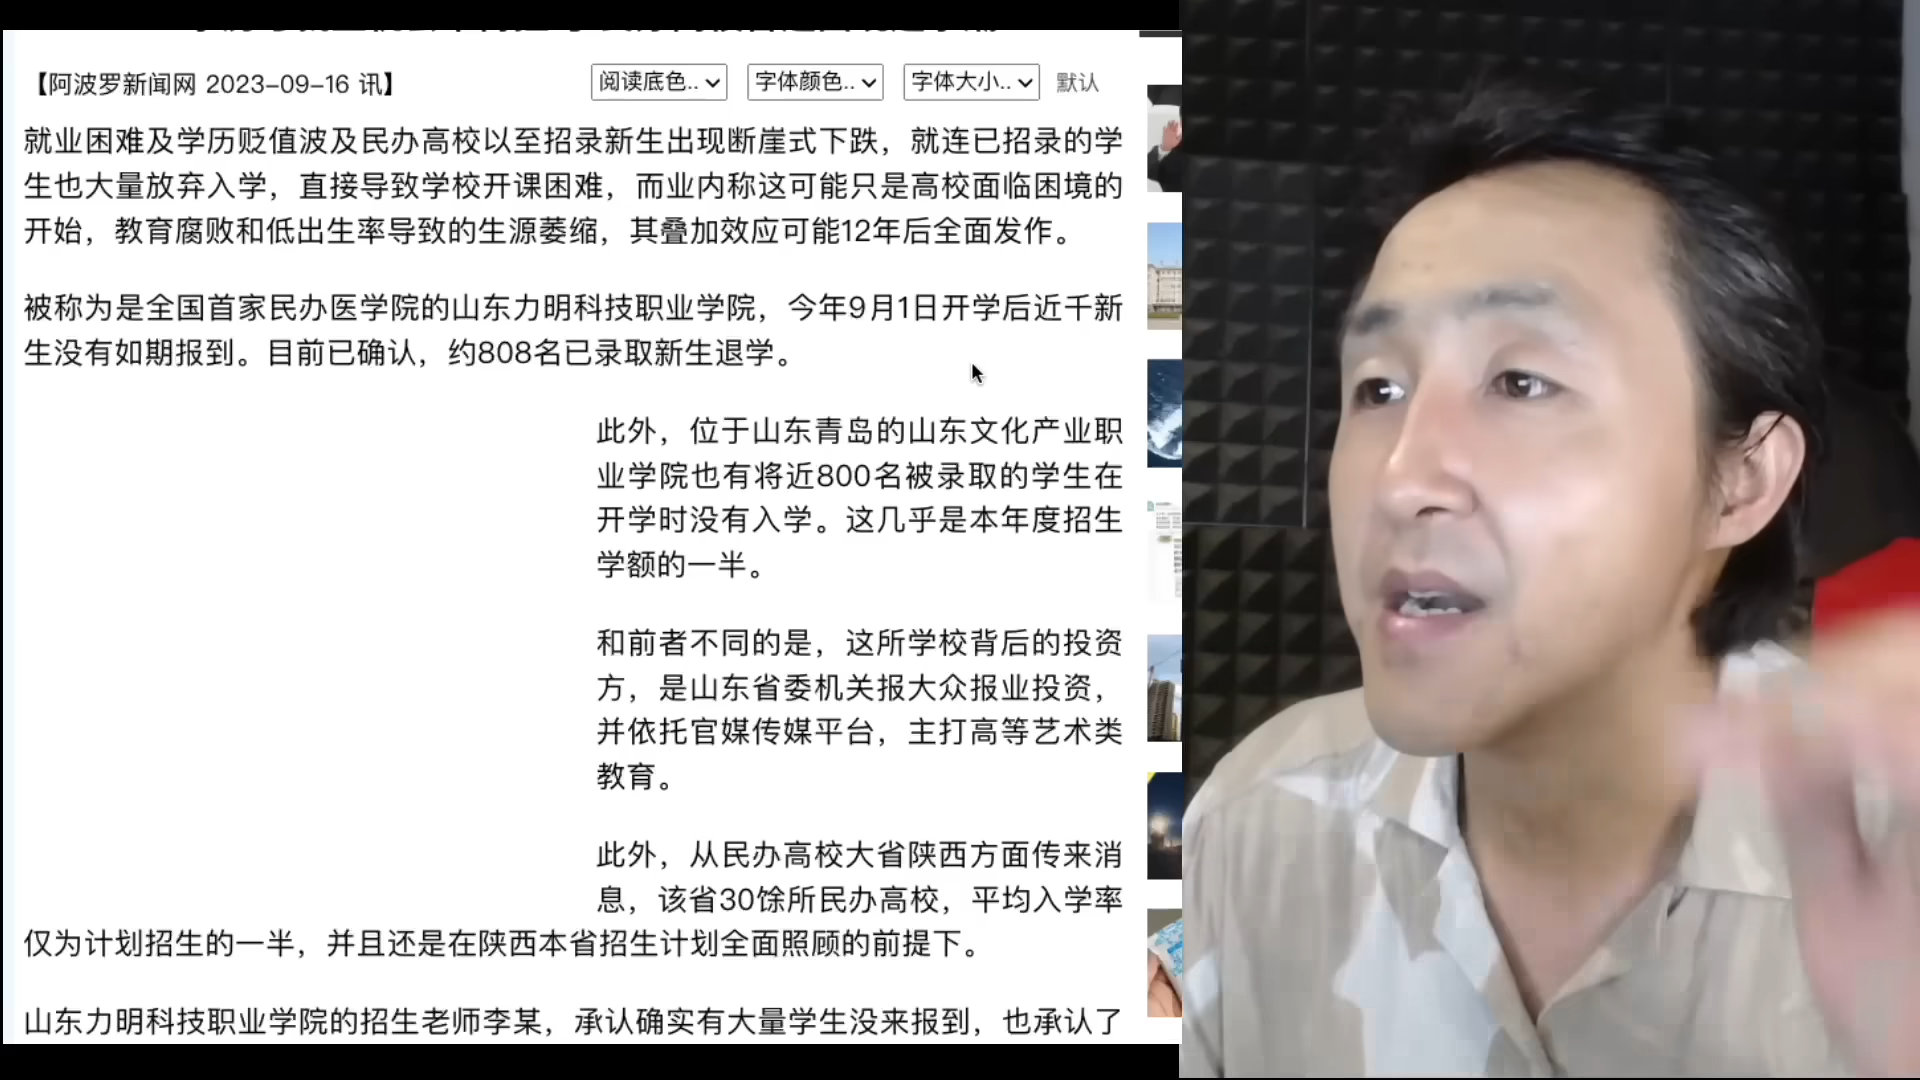 【阿波罗新闻网 2023-09-16 讯】
阅读底色..
字体颜色..
字体大小..
默认
就业困难及学历贬值波及民办高校以至招录新生出现断崖式下跌，就连已招录的学
生也大量放弃入学，直接导致学校开课困难，而业内称这可能只是高校面临困境的
开始，教育腐败和低出生率导致的生源萎缩，其叠加效应可能12年后全面发作。
被称为是全国首家民办医学院的山东力明科技职业学院，今年9月1日开学后近千新
生没有如期报到。目前已确认，约808名已录取新生退学。
此外，位于山东青岛的山东文化产业职
业学院也有将近800名被录取的学生在
开学时没有入学。这几乎是本年度招生
学额的一半。
和前者不同的是，这所学校背后的投资
方，是山东省委机关报大众报业投资，
并依托官媒传媒平台，主打高等艺术类
教育。
此外，从民办高校大省陕西方面传来消
息，该省30馀所民办高校，平均入学率
仅为计划招生的一半，并且还是在陕西本省招生计划全面照顾的前提下。
山东力明科技职业学院的招生老师李某，承认确实有大量学生没来报到，也承认了